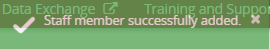 Data Exchange Training and Suppor
Staff member successfully added.